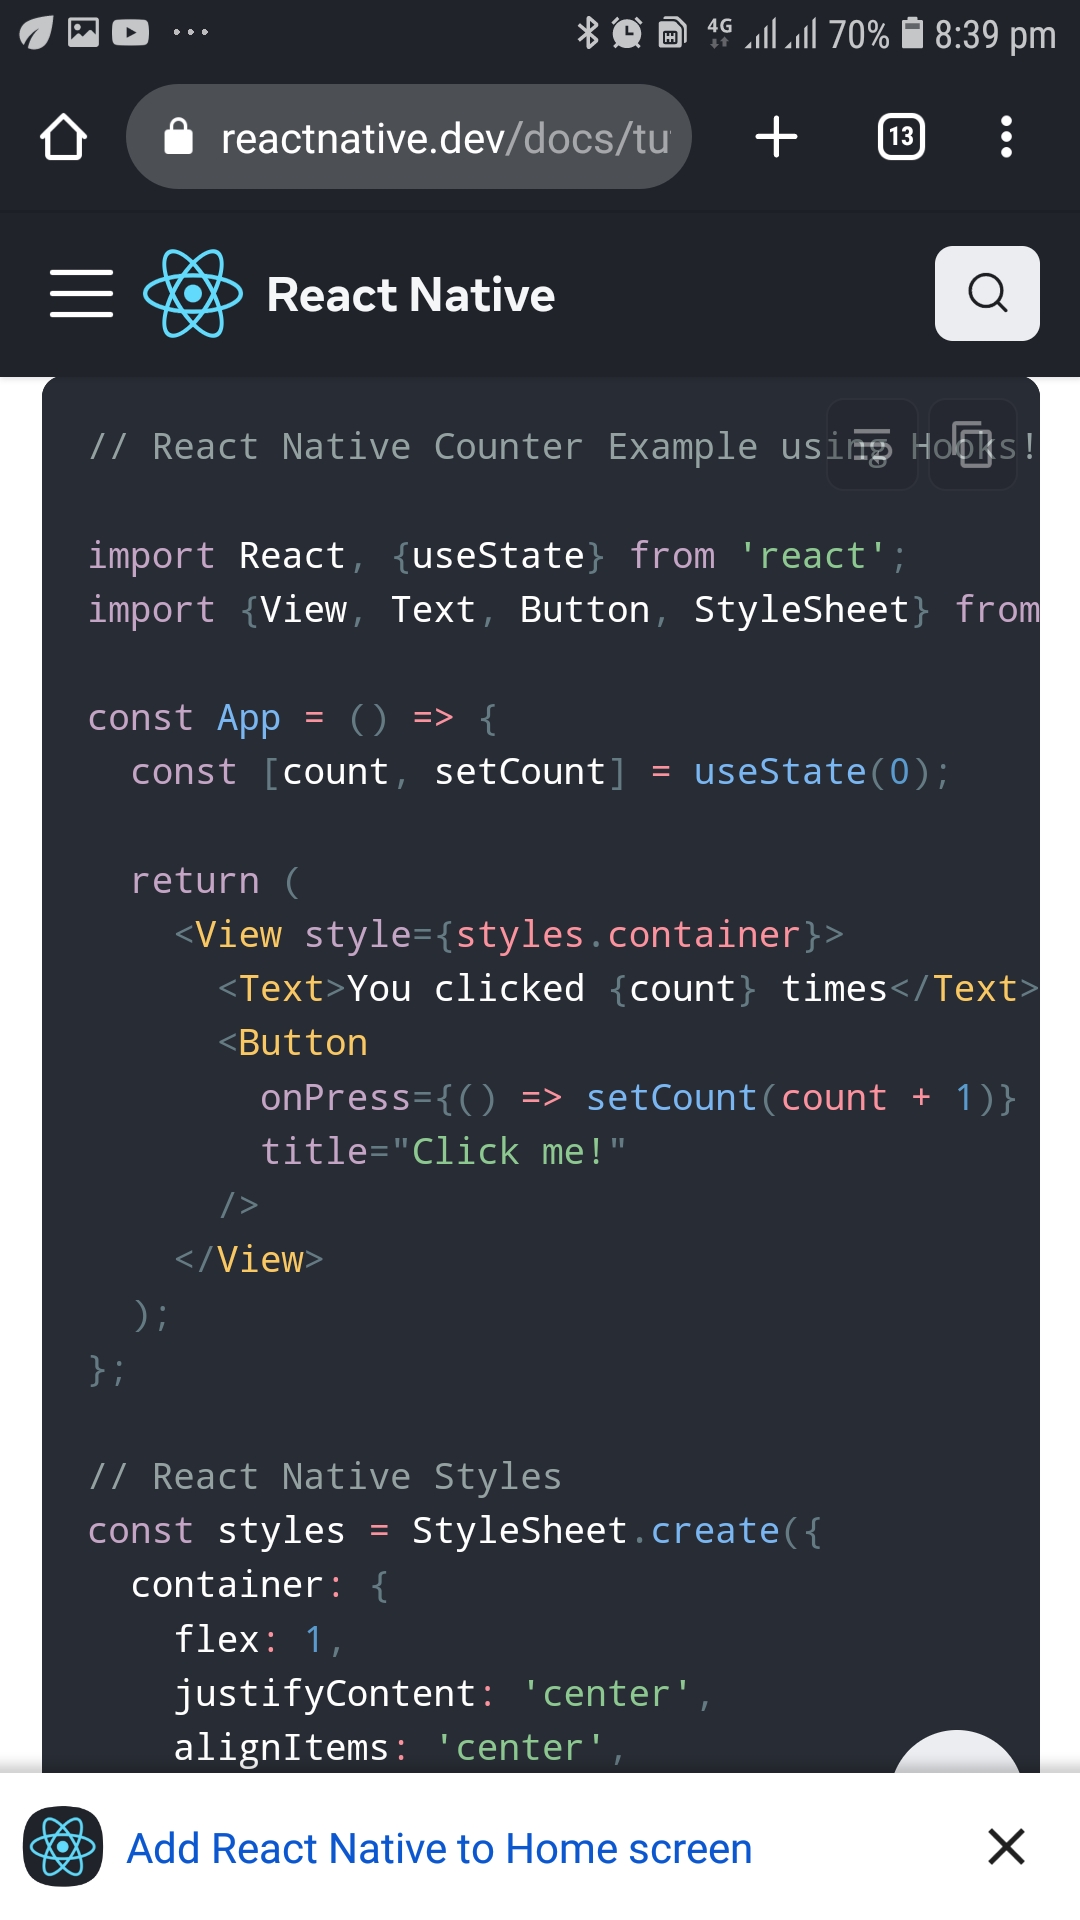 4G 70% 8:39 pm
reactnative.dev/docs/tu
13
React Native
// React Native Counter Example using Hooks!
import React, {useState} from 'react';
import {View, Text, Button, StyleSheet} from
const App = () => {
  const [count, setCount] = useState(0);
  return (
    <View style={styles.container}>
      <Text>You clicked {count} times</Text>
      <Button
        onPress={() => setCount(count + 1)}
        title="Click me!"
      />
    </View>
  );
};
// React Native Styles
const styles = StyleSheet.create({
  container: {
    flex: 1,
    justifyContent: 'center',
    alignItems: 'center',
Add React Native to Home screen